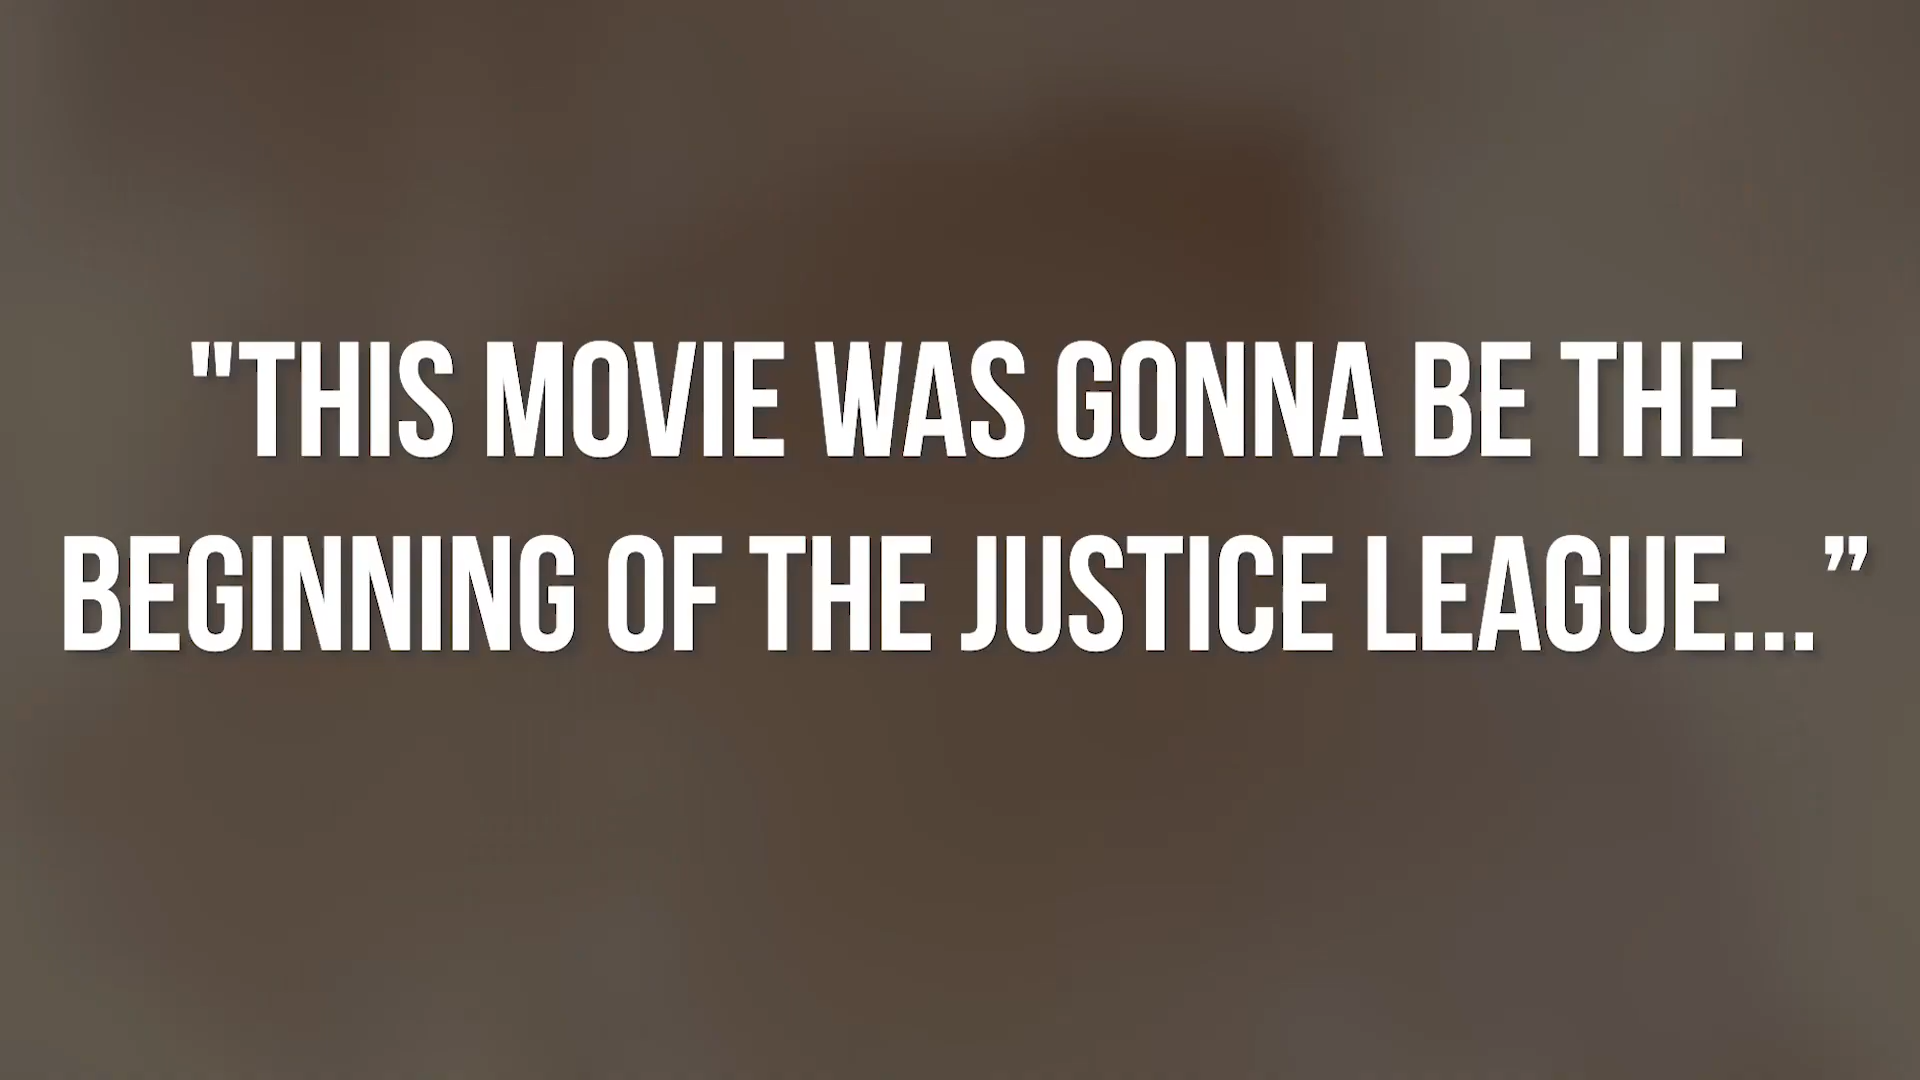 "THIS MOVIE WAS GONNA BE THE
BEGINNING OF THE JUSTICE LEAGUE...”